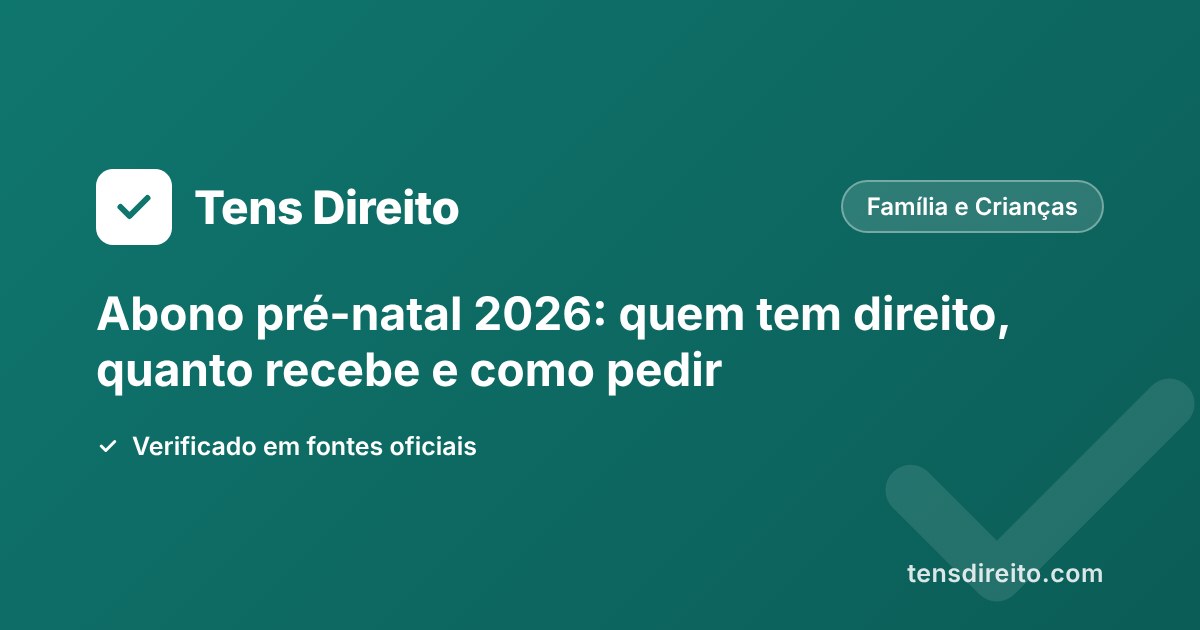 Tens Direito
Família e Crianças
Abono pré-natal 2026: quem tem direito,
quanto recebe e como pedir
Verificado em fontes oficiais
tensdireito.com